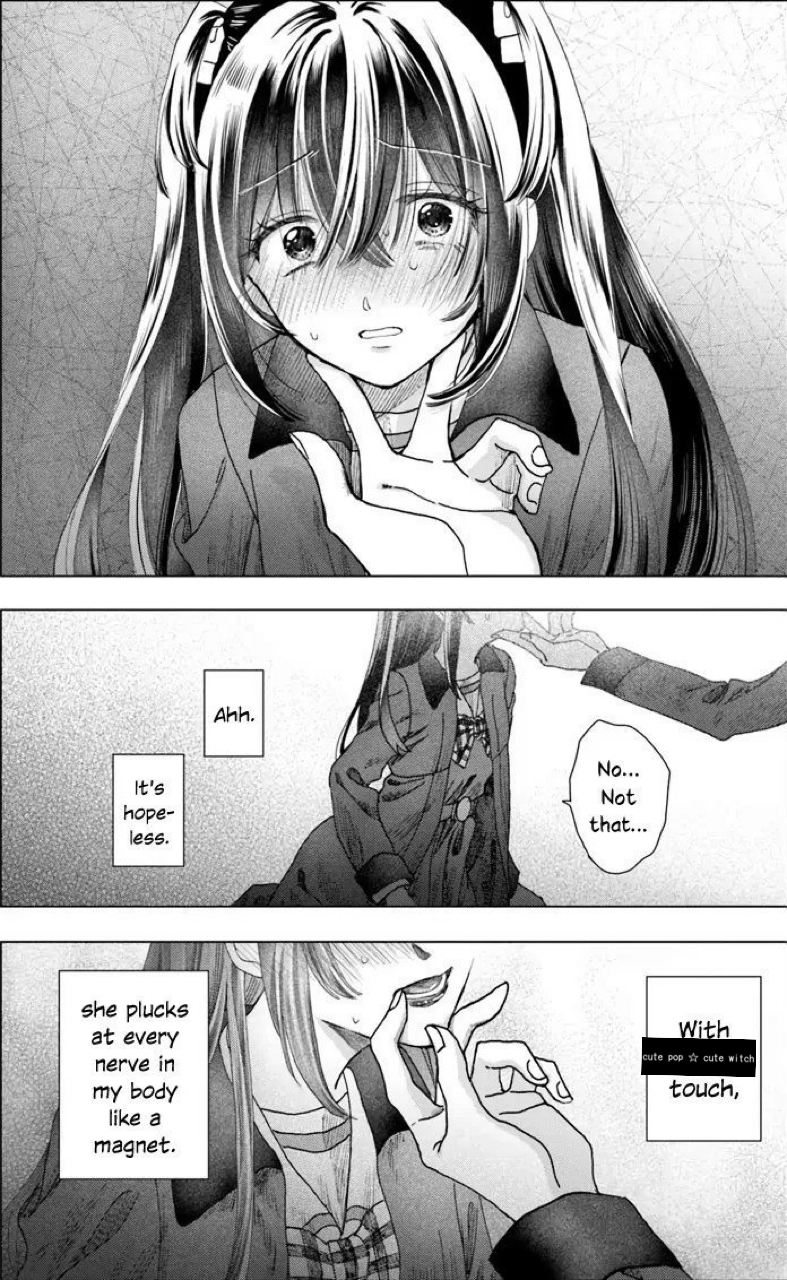 Ahh.
It's
hope-
less.
No...
Not
that...
With
cute pop ☆ cute witch
touch,
she plucks
at every
nerve in
my body
like a
magnet.